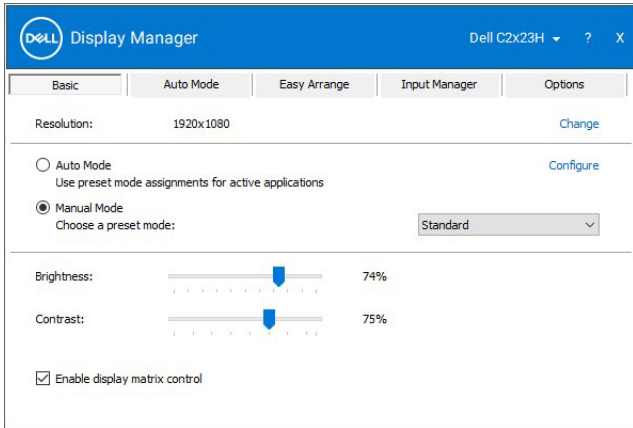 DELL Display Manager Dell C2x23H ? X
Basic Auto Mode Easy Arrange Input Manager Options
Resolution: 1920x1080 Change
Auto Mode Configure
Use preset mode assignments for active applications
Manual Mode
Choose a preset mode: Standard
Brightness: 74%
Contrast: 75%
Enable display matrix control